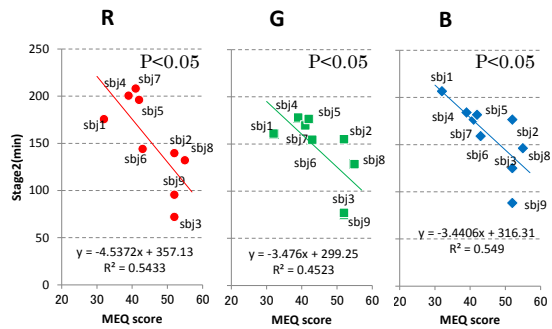 R
G
B
Stage2(min)
250
200
150
100
50
0
P<0.05
sbj7
sbj4
sbj5
sbj1
sbj2
sbj6
sbj8
sbj9
sbj3
y = -4.5372x + 357.13
R² = 0.5433
20
30
40
50
60
MEQ score
P<0.05
sbj4
sbj5
sbj1
sbj2
sbj7
sbj6
sbj8
sbj3
sbj9
y = -3.476x + 299.25
R² = 0.4523
20
30
40
50
60
MEQ score
P<0.05
sbj1
sbj4
sbj5
sbj2
sbj7
sbj6
sbj8
sbj3
sbj9
y = -3.4406x + 316.31
R² = 0.549
20
30
40
50
60
MEQ score